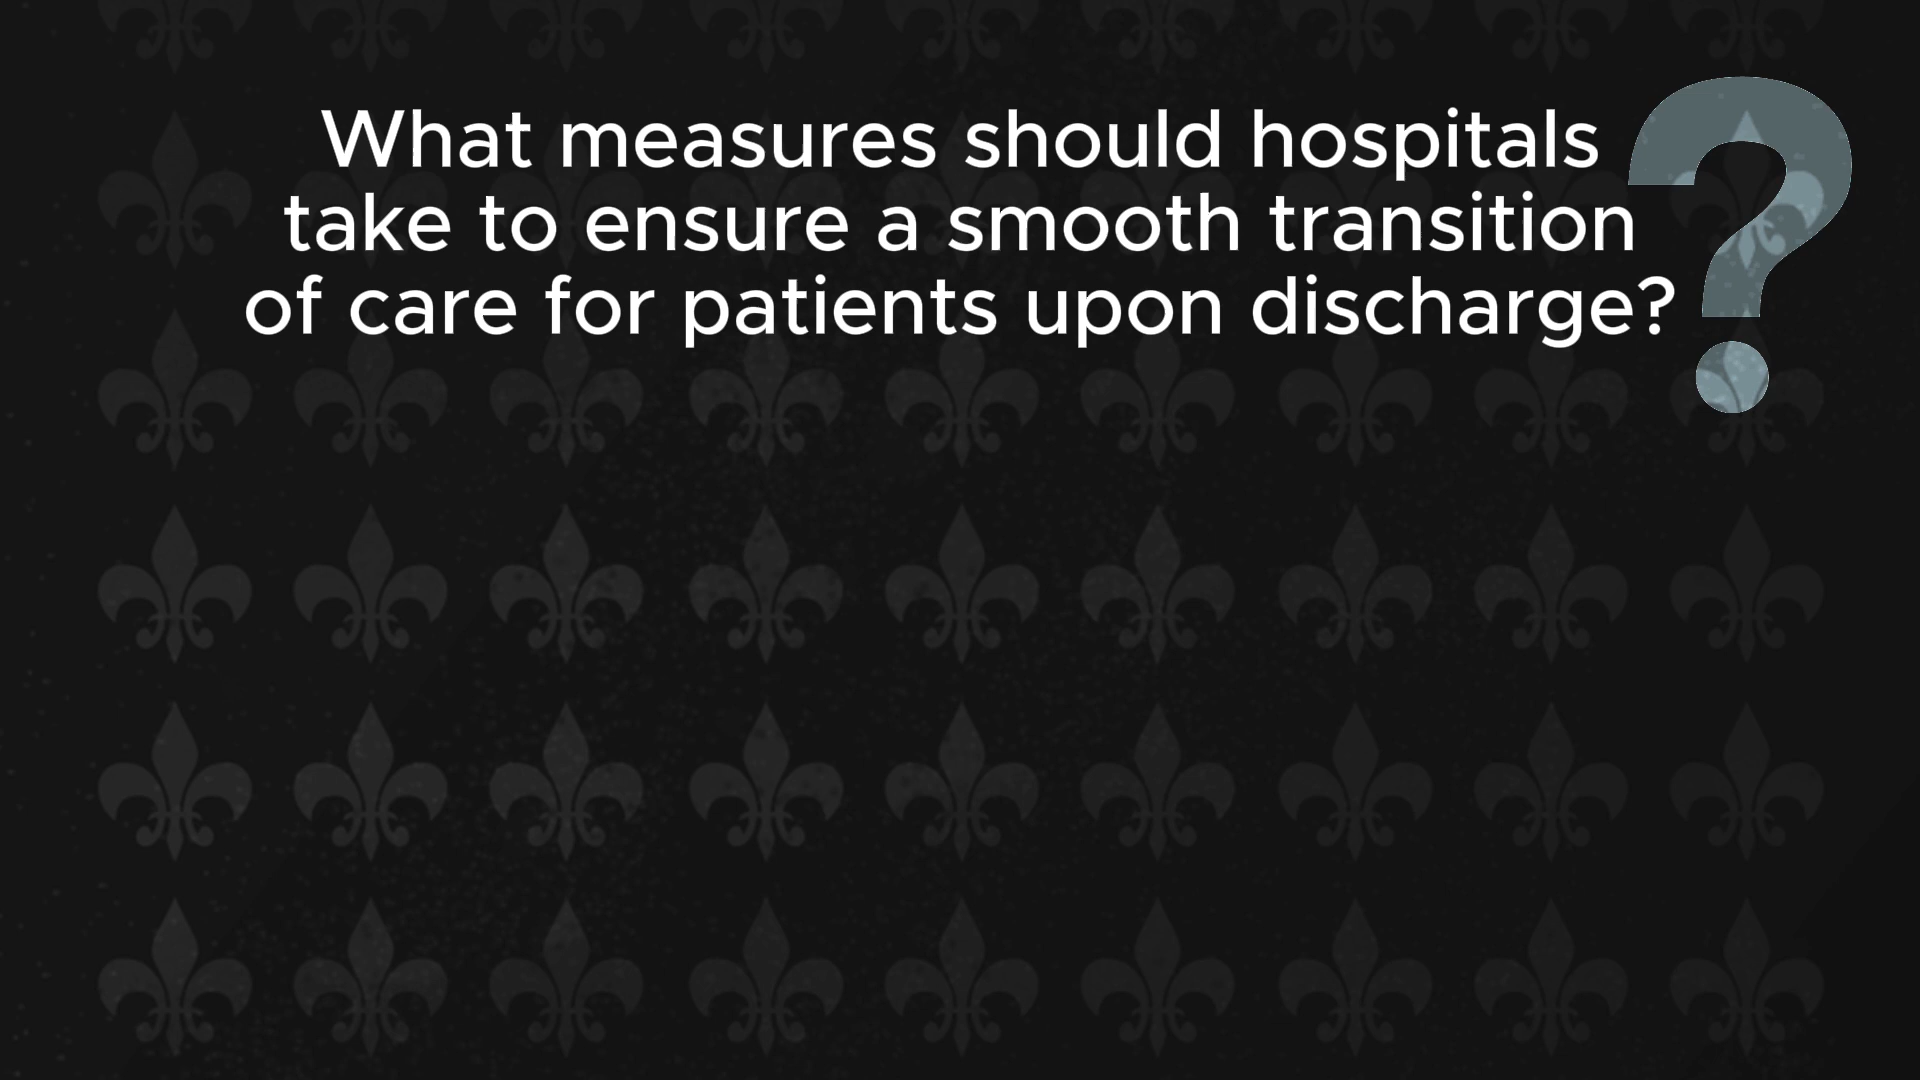 What measures should hospitals
take to ensure a smooth transition
of care for patients upon discharge?
?